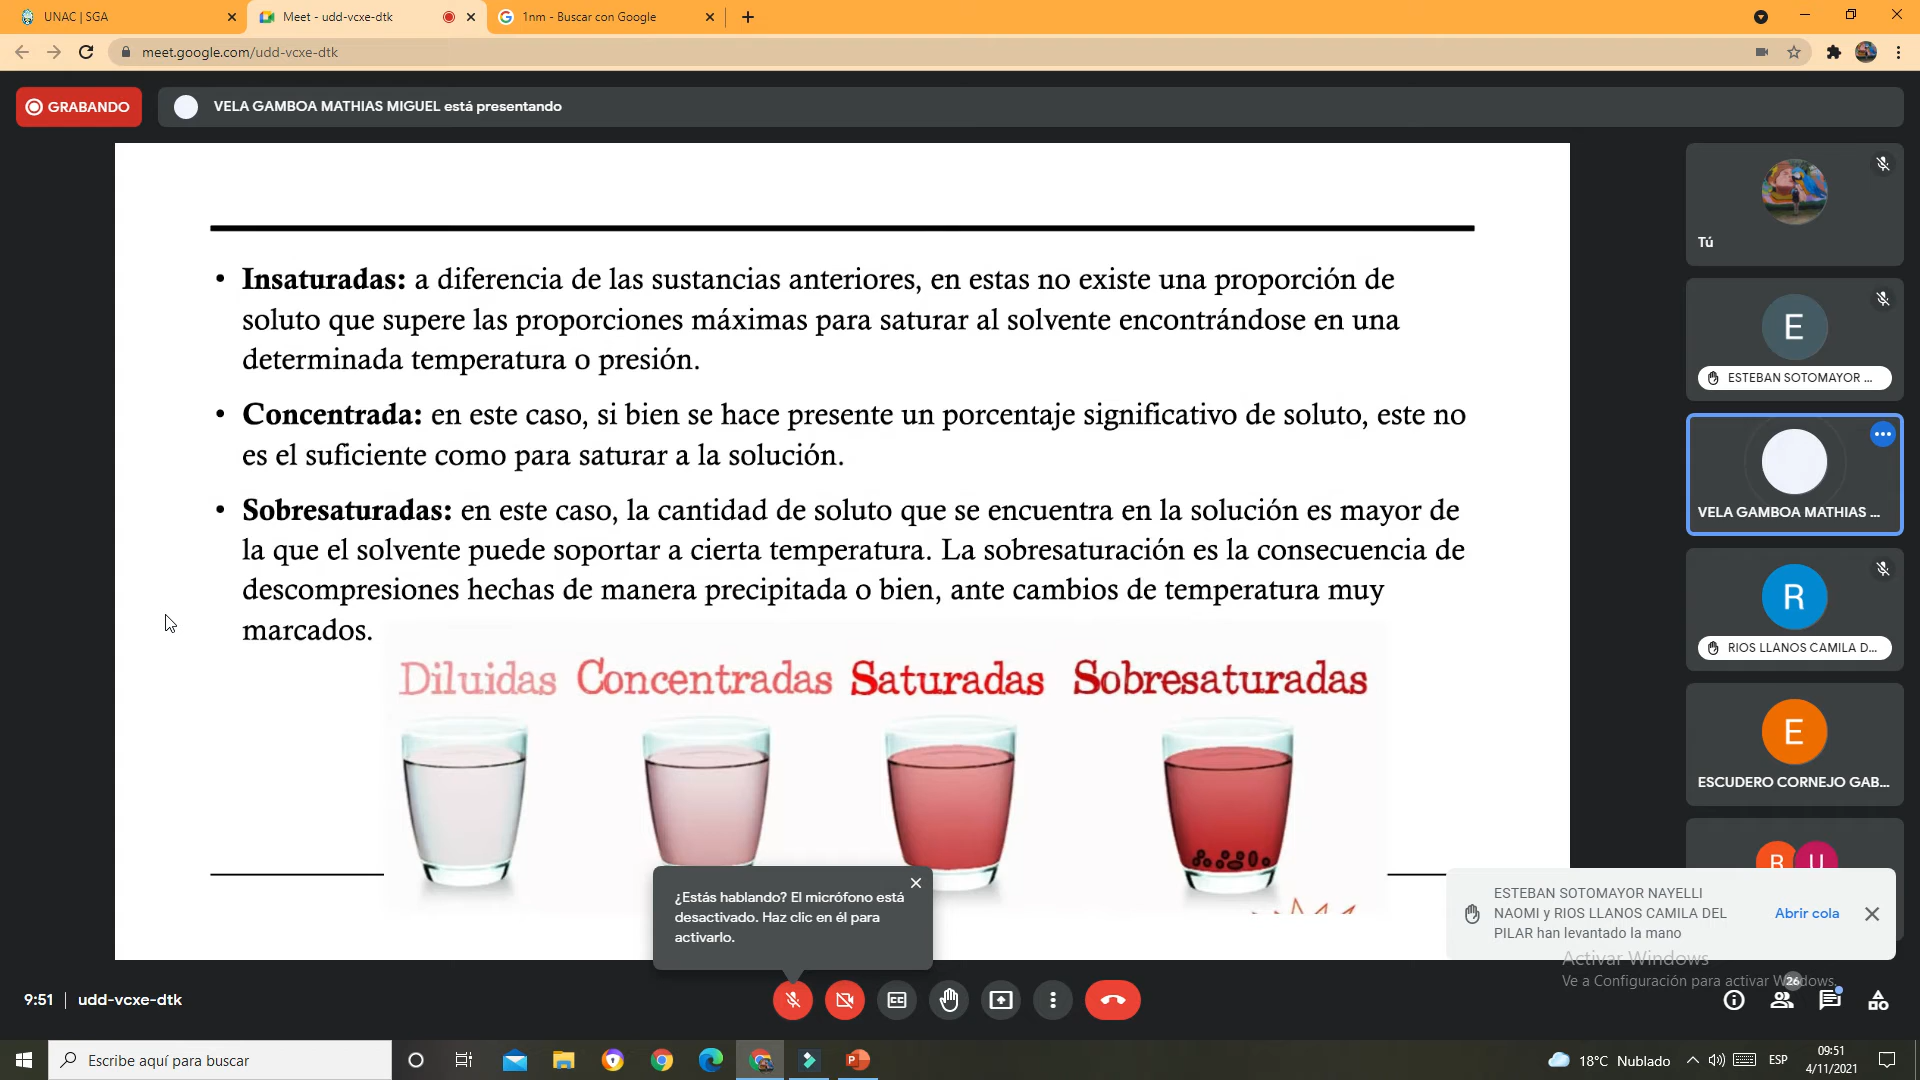 UNAC | SGA
Meet - udd-vcxe-dtk
1nm - Buscar con Google
meet.google.com/udd-vcxe-dtk
GRABANDO
VELA GAMBOA MATHIAS MIGUEL está presentando
• Insaturadas: a diferencia de las sustancias anteriores, en estas no existe una proporción de
soluto que supere las proporciones máximas para saturar al solvente encontrándose en una
determinada temperatura o presión.
• Concentrada: en este caso, si bien se hace presente un porcentaje significativo de soluto, este no
es el suficiente como para saturar a la solución.
• Sobresaturadas: en este caso, la cantidad de soluto que se encuentra en la solución es mayor de
la que el solvente puede soportar a cierta temperatura. La sobresaturación es la consecuencia de
descompresiones hechas de manera precipitada o bien, ante cambios de temperatura muy
marcados.
Diluidas Concentradas Saturadas Sobresaturadas
Tú
E
ESTEBAN SOTOMAYOR ...
VELA GAMBOA MATHIAS ...
R
RIOS LLANOS CAMILA D...
E
ESCUDERO CORNEJO GAB...
R U
¿Estás hablando? El micrófono está
desactivado. Haz clic en él para
activarlo.
ESTEBAN SOTOMAYOR NAYELLI
NAOMI y RIOS LLANOS CAMILA DEL
PILAR han levantado la mano
Abrir cola
Activar Windows
Ve a Configuración para activar Windows.
9:51 | udd-vcxe-dtk
26
Escribe aquí para buscar
18°C Nublado
ESP
09:51
4/11/2021